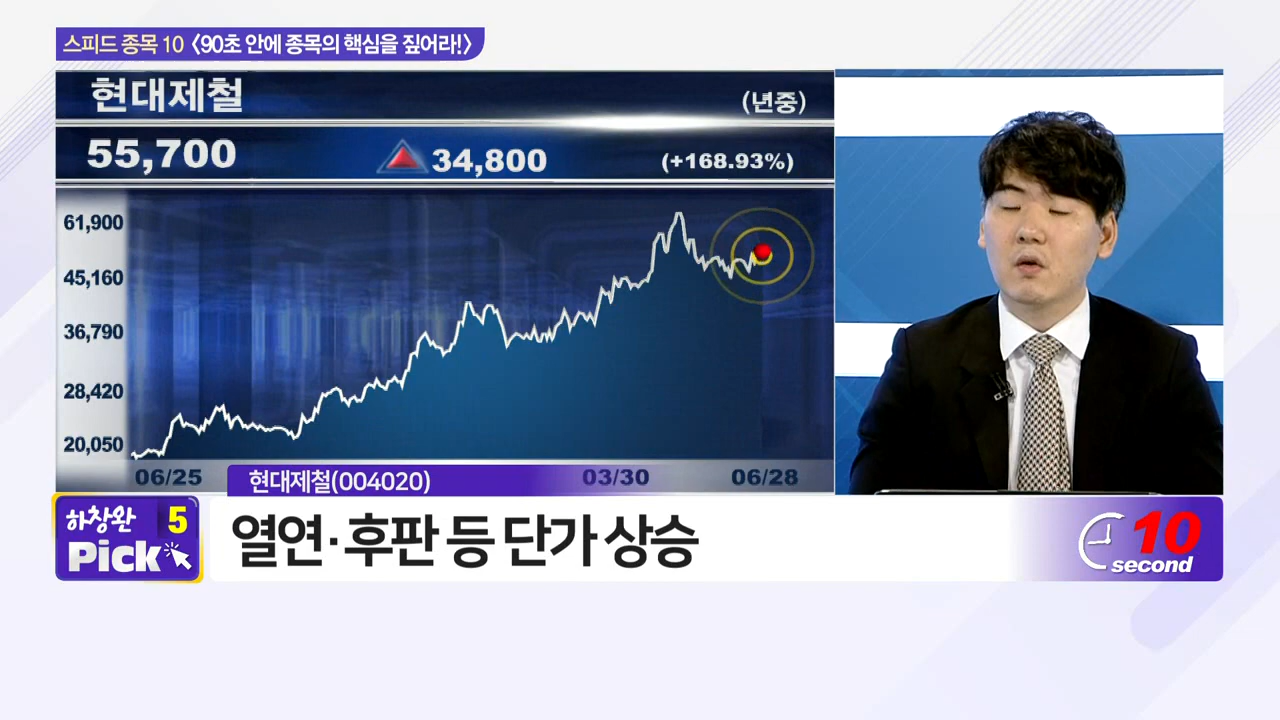 스피드 종목 10 〈90초 안에 종목의 핵심을 짚어라!〉
현대제철
(년중)
55,700
34,800
(+168.93%)
61,900
45,160
36,790
28,420
20,050
06/25
03/30
06/28
현대제철(004020)
하창완 5
Pick
열연·후판 등 단가 상승
10
second